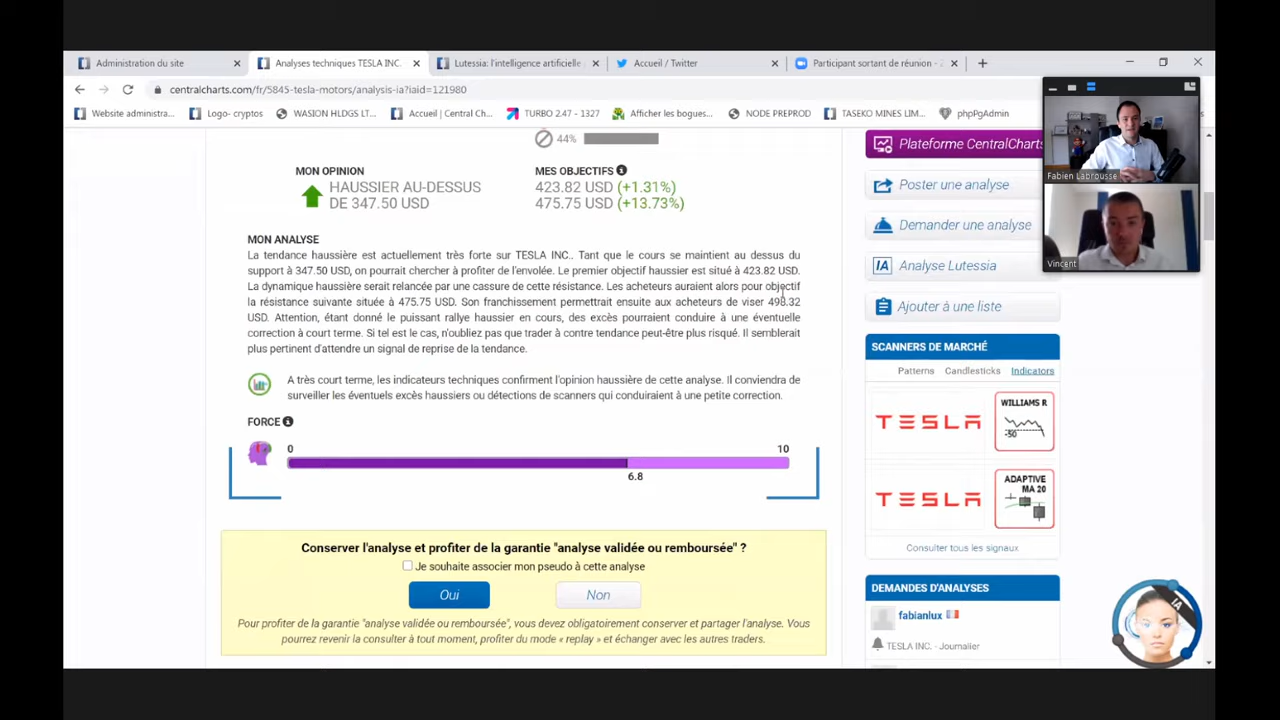 Administration du site
Analyses techniques TESLA INC.
Lutessia: l'intelligence artificielle
Accueil / Twitter
Participant sortant de réunion - Z
centralcharts.com/fr/5845-tesla-motors/analysis-ia?iaid=121980
Website administra...
Logo- cryptos
WASION HLDGS LT...
Accueil | Central Ch...
TURBO 2.47 - 1327
Afficher les bogues...
NODE PREPROD
TASEKO MINES LIM...
phpPgAdmin
44%
MON OPINION
HAUSSIER AU-DESSUS
DE 347.50 USD
MES OBJECTIFS
423.82 USD (+1.31%)
475.75 USD (+13.73%)
MON ANALYSE
La tendance haussière est actuellement très forte sur TESLA INC.. Tant que le cours se maintient au dessus du
support à 347.50 USD, on pourrait chercher à profiter de l'envolée. Le premier objectif haussier est situé à 423.82 USD.
La dynamique haussière serait relancée par une cassure de cette résistance. Les acheteurs auraient alors pour objectif
la résistance suivante située à 475.75 USD. Son franchissement permettrait ensuite aux acheteurs de viser 498.32
USD. Attention, étant donné le puissant rallye haussier en cours, des excès pourraient conduire à une éventuelle
correction à court terme. Si tel est le cas, n'oubliez pas que trader à contre tendance peut-être plus risqué. Il semblerait
plus pertinent d'attendre un signal de reprise de la tendance.
A très court terme, les indicateurs techniques confirment l'opinion haussière de cette analyse. Il conviendra de
surveiller les éventuels excès haussiers ou détections de scanners qui conduiraient à une petite correction.
FORCE
0
10
6.8
Conserver l'analyse et profiter de la garantie "analyse validée ou remboursée" ?
Je souhaite associer mon pseudo à cette analyse
Oui
Non
Pour profiter de la garantie "analyse validée ou remboursée", vous devez obligatoirement conserver et partager l'analyse. Vous
pourrez revenir la consulter à tout moment, profiter du mode « replay » et échanger avec les autres traders.
Plateforme CentralCharts
Poster une analyse
Demander une analyse
IA Analyse Lutessia
Ajouter à une liste
SCANNERS DE MARCHÉ
Patterns
Candlesticks
Indicators
TESLA
WILLIAMS R
-50
TESLA
ADAPTIVE
MA 20
Consulter tous les signaux
DEMANDES D'ANALYSES
fabianlux
TESLA INC. - Journalier
Fabien Labrousse
Vincent
IA